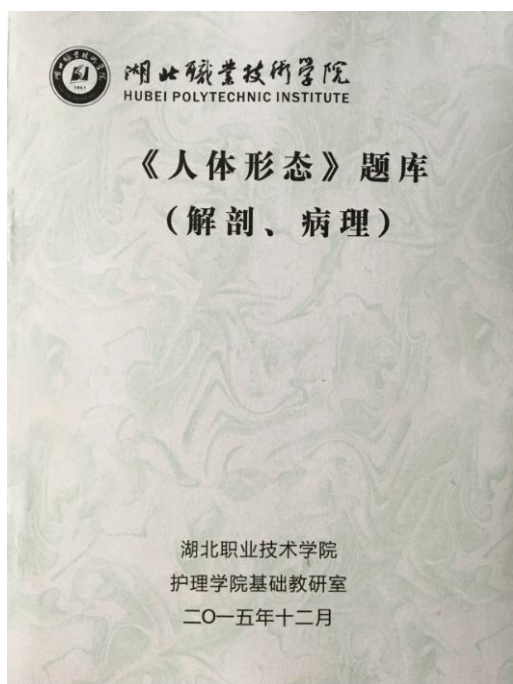 湖北職業技術学院
HUBEI POLYTECHNIC INSTITUTE
《人体形态》题库
（解剖、病理）
湖北职业技术学院
护理学院基础教研室
二O一五年十二月